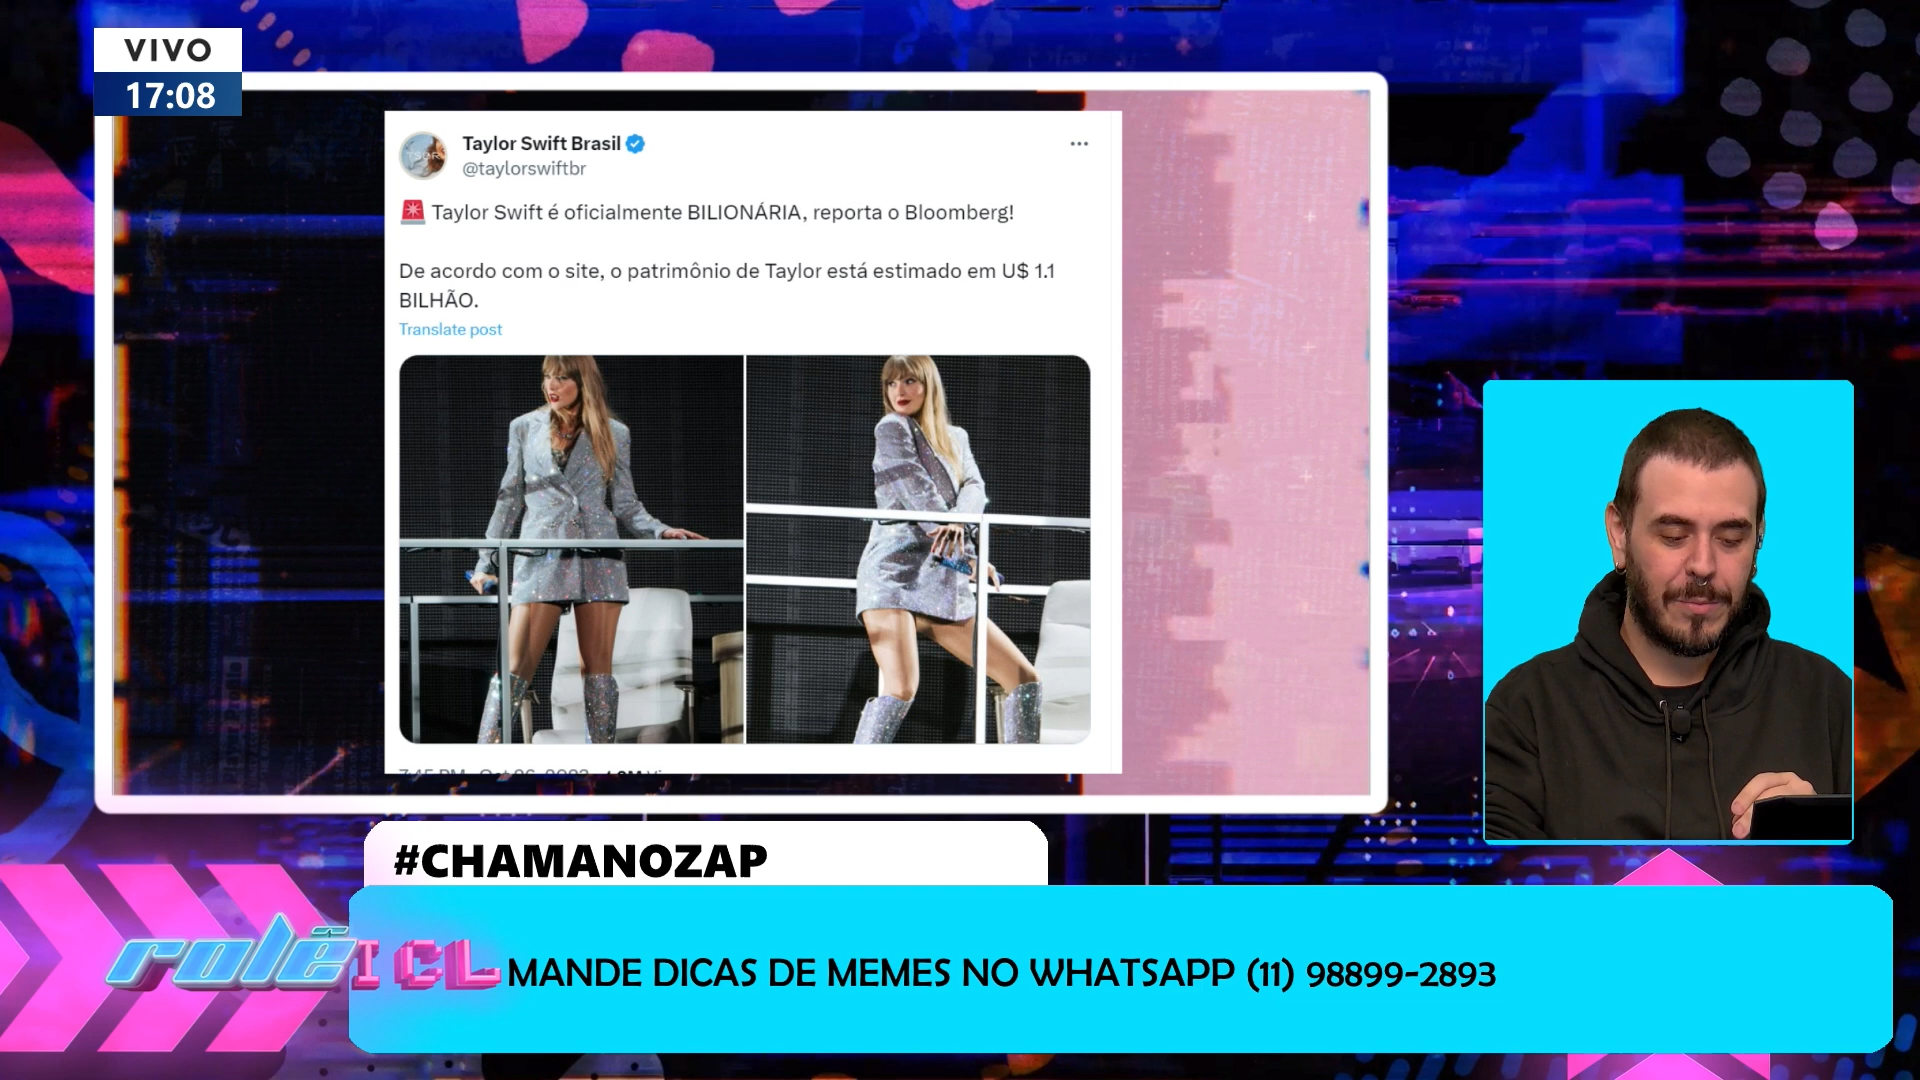 VIVO
17:08
Taylor Swift Brasil
@taylorswiftbr
Taylor Swift é oficialmente BILIONÁRIA, reporta o Bloomberg!
De acordo com o site, o patrimônio de Taylor está estimado em U$ 1.1
BILHÃO.
Translate post
#CHAMANOZAP
rolê ICL
MANDE DICAS DE MEMES NO WHATSAPP (11) 98899-2893